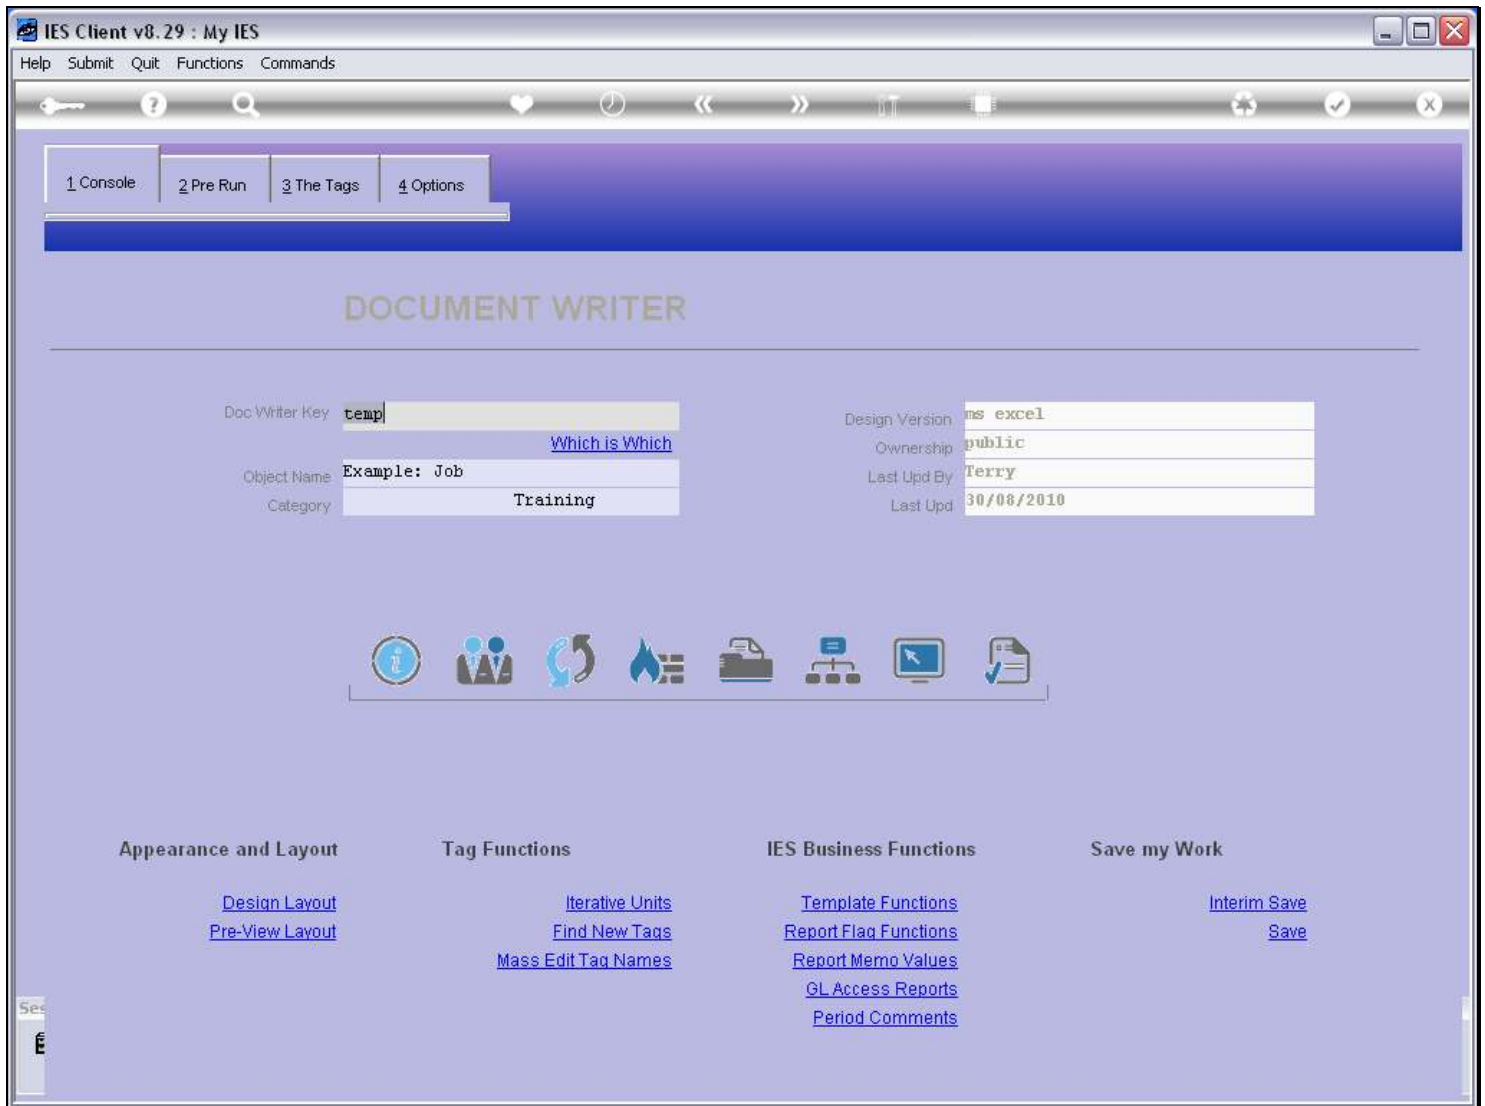 IES Client v8.29 : My IES
Help Submit Quit Functions Commands
1 Console 2 Pre Run 3 The Tags 4 Options
DOCUMENT WRITER
Doc Writer Key temp
Which is Which
Object Name Example: Job
Category Training
Design Version ms excel
Ownership public
Last Upd By Terry
Last Upd 30/08/2010
Appearance and Layout
Design Layout
Pre-View Layout
Tag Functions
Iterative Units
Find New Tags
Mass Edit Tag Names
IES Business Functions
Template Functions
Report Flag Functions
Report Memo Values
GL Access Reports
Period Comments
Save my Work
Interim Save
Save